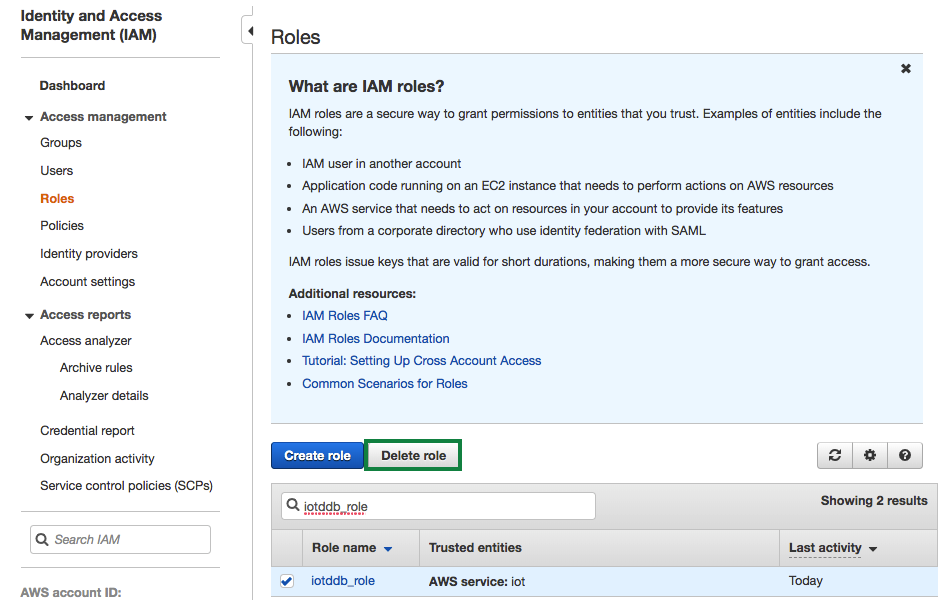 Identity and Access
Management (IAM)
Dashboard
Access management
Groups
Users
Roles
Policies
Identity providers
Account settings
Access reports
Access analyzer
Archive rules
Analyzer details
Credential report
Organization activity
Service control policies (SCPs)
Search IAM
AWS account ID:
Roles
What are IAM roles?
IAM roles are a secure way to grant permissions to entities that you trust. Examples of entities include the
following:
• IAM user in another account
• Application code running on an EC2 instance that needs to perform actions on AWS resources
• An AWS service that needs to act on resources in your account to provide its features
• Users from a corporate directory who use identity federation with SAML
IAM roles issue keys that are valid for short durations, making them a more secure way to grant access.
Additional resources:
• IAM Roles FAQ
• IAM Roles Documentation
• Tutorial: Setting Up Cross Account Access
• Common Scenarios for Roles
Create role Delete role
iotddb_role Showing 2 results
Role name Trusted entities Last activity
iotddb_role AWS service: iot Today